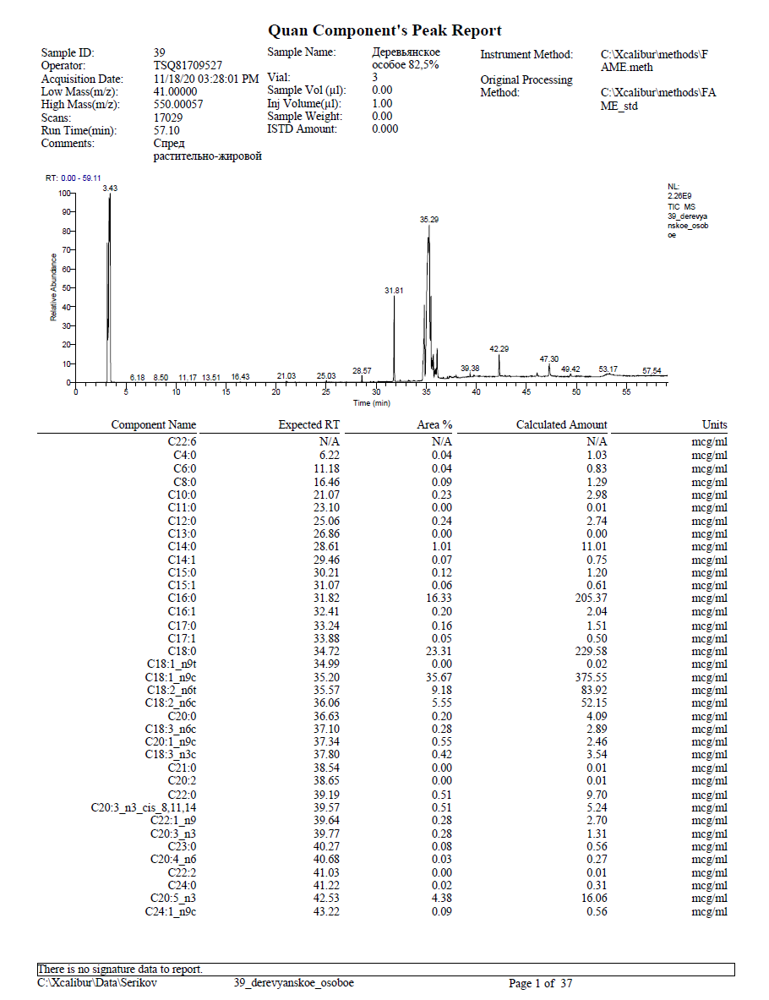 Quan Component's Peak Report
Sample ID: 39
Operator: TSQ81709527
Acquisition Date: 11/18/20 03:28:01 PM
Low Mass(m/z): 41.00000
High Mass(m/z): 550.00057
Scans: 17029
Run Time(min): 57.10
Comments: Спред
растительно-жировой
Sample Name: Деревьянское
особое 82,5%
Vial: 3
Sample Vol (µl): 0.00
Inj Volume(µl): 1.00
Sample Weight: 0.00
ISTD Amount: 0.000
Instrument Method: C:\Xcalibur\methods\F
AME.meth
Original Processing
Method: C:\Xcalibur\methods\FA
ME_std
RT: 0.00 - 59.11
NL:
2.26E9
TIC MS
39_derevya
nskoe_osob
oe
3.43
35.29
31.81
42.29
47.30
28.57
39.38
49.42
53.17
57.54
6.18
8.50
11.17
13.51
16.43
21.03
25.03
100
90
80
70
60
50
40
30
20
10
0
Relative Abundance
0 5 10 15 20 25 30 35 40 45 50 55
Time (min)
Component Name Expected RT Area % Calculated Amount Units
C22:6 N/A N/A N/A mcg/ml
C4:0 6.22 0.04 1.03 mcg/ml
C6:0 11.18 0.04 0.83 mcg/ml
C8:0 16.46 0.09 1.29 mcg/ml
C10:0 21.07 0.23 2.98 mcg/ml
C11:0 23.10 0.00 0.01 mcg/ml
C12:0 25.06 0.24 2.74 mcg/ml
C13:0 26.86 0.00 0.00 mcg/ml
C14:0 28.61 1.01 11.01 mcg/ml
C14:1 29.46 0.07 0.75 mcg/ml
C15:0 30.21 0.12 1.20 mcg/ml
C15:1 31.07 0.06 0.61 mcg/ml
C16:0 31.82 16.33 205.37 mcg/ml
C16:1 32.41 0.20 2.04 mcg/ml
C17:0 33.24 0.16 1.51 mcg/ml
C17:1 33.88 0.05 0.50 mcg/ml
C18:0 34.72 23.31 229.58 mcg/ml
C18:1_n9t 34.99 0.00 0.02 mcg/ml
C18:1_n9c 35.20 35.67 375.55 mcg/ml
C18:2_n6t 35.57 9.18 83.92 mcg/ml
C18:2_n6c 36.06 5.55 52.15 mcg/ml
C20:0 36.63 0.20 4.09 mcg/ml
C18:3_n6c 37.10 0.28 2.89 mcg/ml
C20:1_n9c 37.34 0.55 2.46 mcg/ml
C18:3_n3c 37.80 0.42 3.54 mcg/ml
C21:0 38.54 0.00 0.01 mcg/ml
C20:2 38.65 0.00 0.01 mcg/ml
C22:0 39.19 0.51 9.70 mcg/ml
C20:3_n3_cis_8,11,14 39.57 0.51 5.24 mcg/ml
C22:1_n9 39.64 0.28 2.70 mcg/ml
C20:3_n3 39.77 0.28 1.31 mcg/ml
C23:0 40.27 0.08 0.56 mcg/ml
C20:4_n6 40.68 0.03 0.27 mcg/ml
C22:2 41.03 0.00 0.01 mcg/ml
C24:0 41.22 0.02 0.31 mcg/ml
C20:5_n3 42.53 4.38 16.06 mcg/ml
C24:1_n9c 43.22 0.09 0.56 mcg/ml
There is no signature data to report.
C:\Xcalibur\Data\Serikov 39_derevyanskoe_osoboe Page 1 of 37